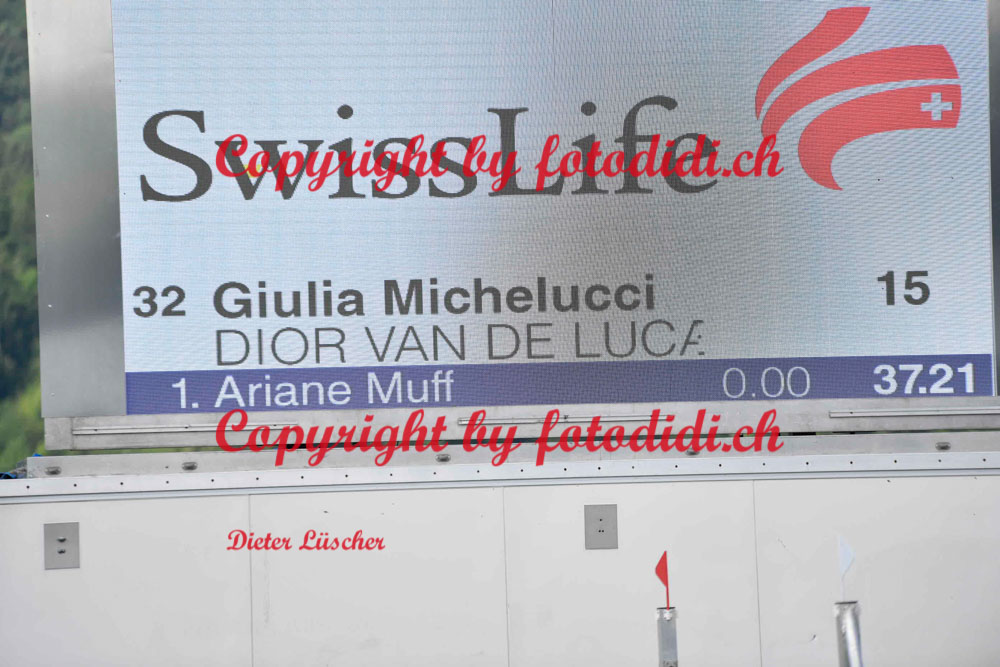 SwissLife
Copyright by fotodidi.ch
32 Giulia Michelucci 15
DIOR VAN DE LUCA
1. Ariane Muff 0.00 37.21
Copyright by fotodidi.ch
Dieter Lüscher